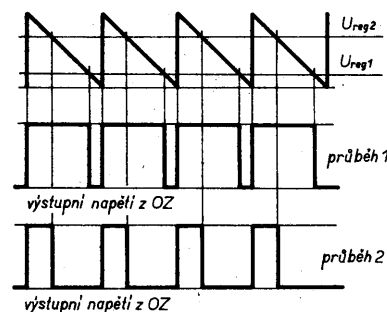 Ureg2
Ureg1
průběh 1
výstupní napětí z OZ
průběh 2
výstupní napětí z OZ